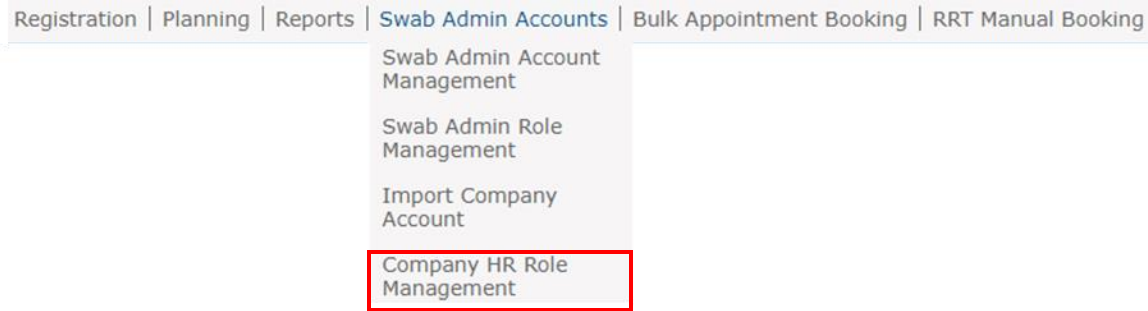 Registration | Planning | Reports | Swab Admin Accounts | Bulk Appointment Booking | RRT Manual Booking
Swab Admin Account
Management
Swab Admin Role
Management
Import Company
Account
Company HR Role
Management